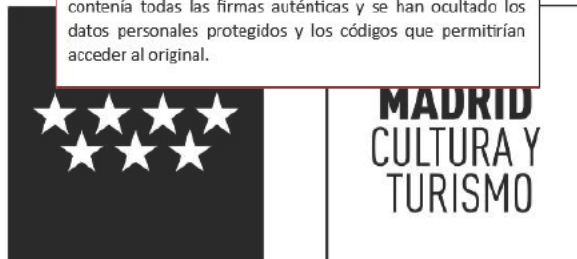 contenía todas las firmas auténticas y se han ocultado los
datos personales protegidos y los códigos que permitirían
acceder al original.
MADRID
CULTURA Y
TURISMO